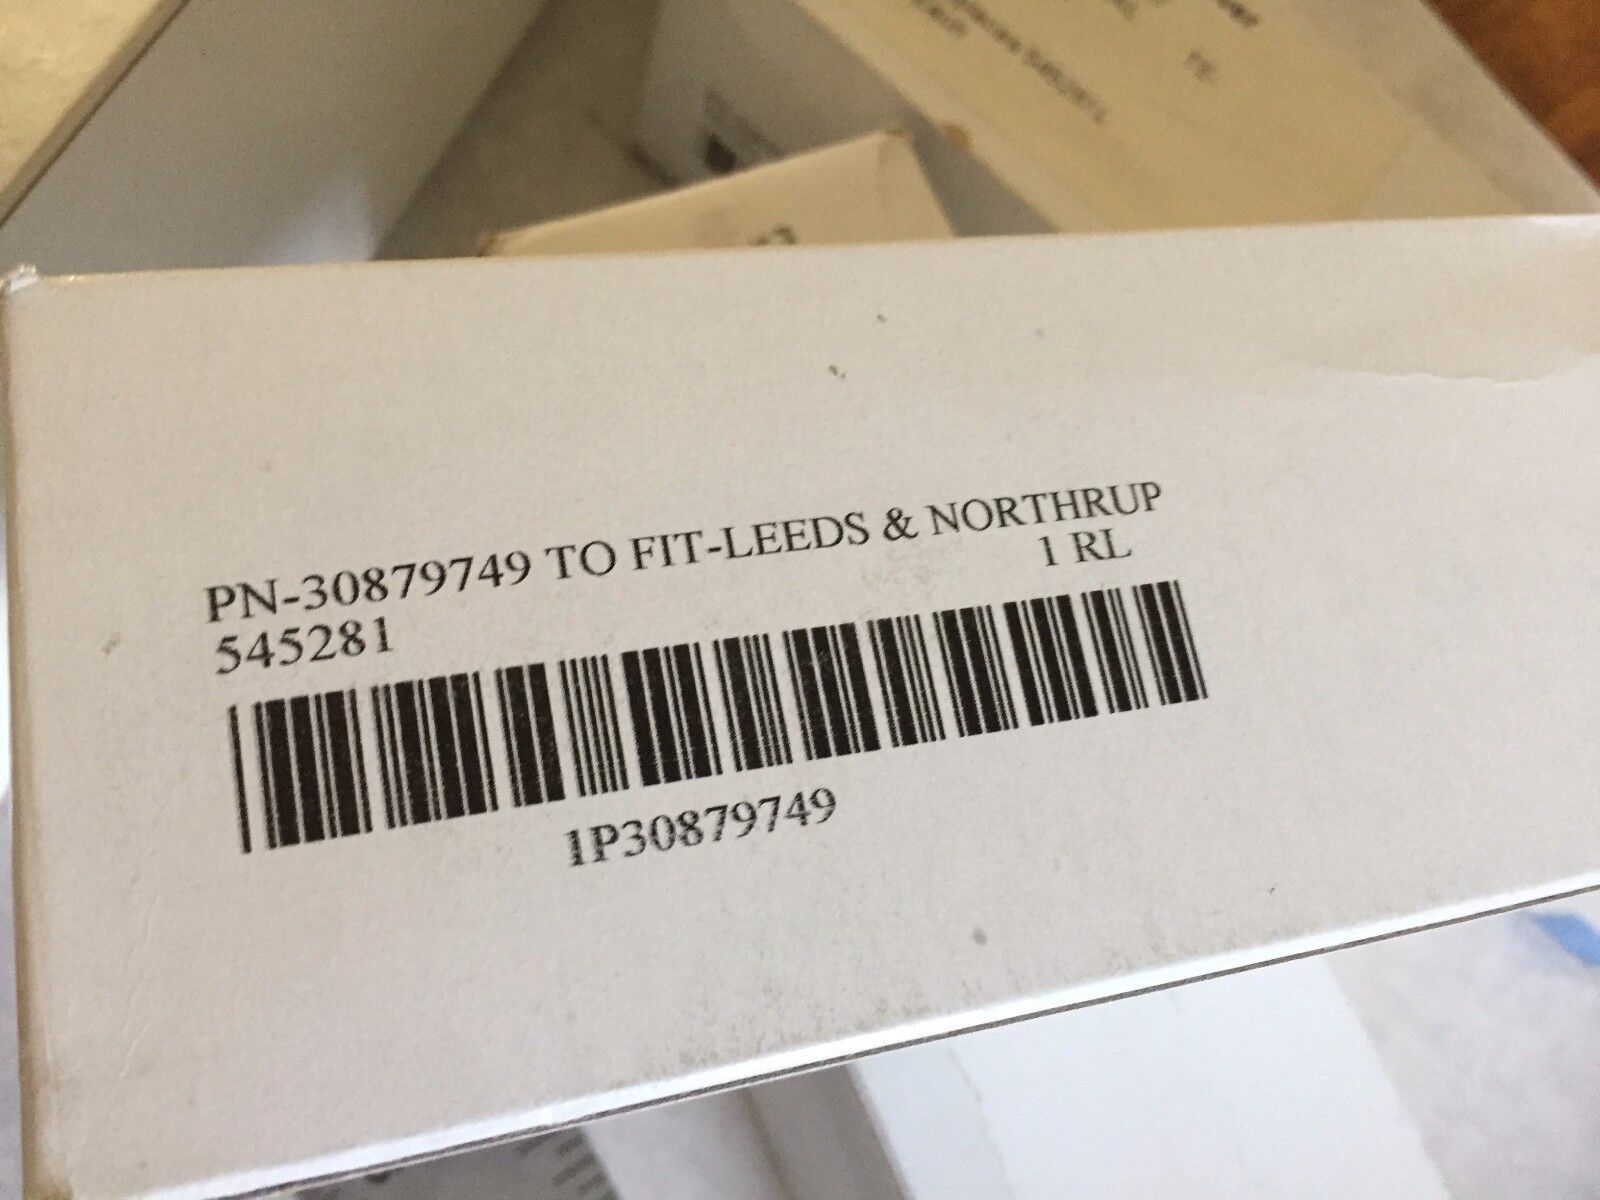 PN-30879749 TO FIT-LEEDS & NORTHRUP
545281 1 RL
1P30879749